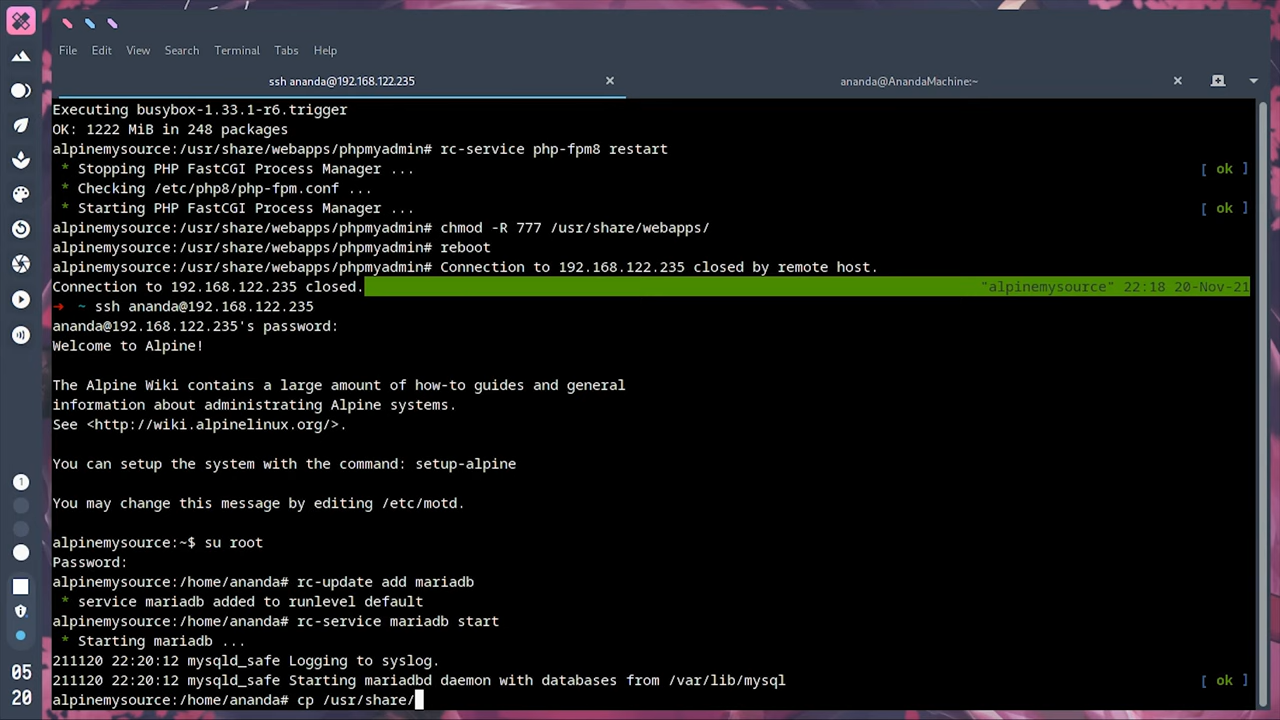 File Edit View Search Terminal Tabs Help
ssh ananda@192.168.122.235
ananda@AnandaMachine:~
Executing busybox-1.33.1-r6.trigger
OK: 1222 MiB in 248 packages
alpinemysource:/usr/share/webapps/phpmyadmin# rc-service php-fpm8 restart
* Stopping PHP FastCGI Process Manager ... [ ok ]
* Checking /etc/php8/php-fpm.conf ...
* Starting PHP FastCGI Process Manager ... [ ok ]
alpinemysource:/usr/share/webapps/phpmyadmin# chmod -R 777 /usr/share/webapps/
alpinemysource:/usr/share/webapps/phpmyadmin# reboot
alpinemysource:/usr/share/webapps/phpmyadmin# Connection to 192.168.122.235 closed by remote host.
Connection to 192.168.122.235 closed. "alpinemysource" 22:18 20-Nov-21
→ ~ ssh ananda@192.168.122.235
ananda@192.168.122.235's password:
Welcome to Alpine!
The Alpine Wiki contains a large amount of how-to guides and general
information about administrating Alpine systems.
See <http://wiki.alpinelinux.org/>.
You can setup the system with the command: setup-alpine
You may change this message by editing /etc/motd.
alpinemysource:~$ su root
Password:
alpinemysource:/home/ananda# rc-update add mariadb
* service mariadb added to runlevel default
alpinemysource:/home/ananda# rc-service mariadb start
* Starting mariadb ...
211120 22:20:12 mysqld_safe Logging to syslog.
211120 22:20:12 mysqld_safe Starting mariadbd daemon with databases from /var/lib/mysql [ ok ]
alpinemysource:/home/ananda# cp /usr/share/
1
05
20